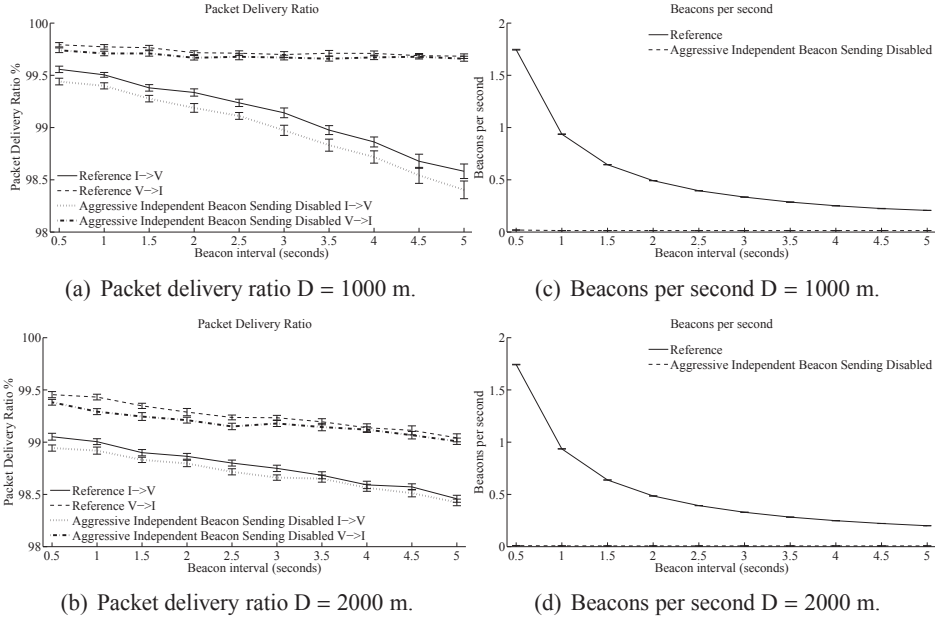 Packet Delivery Ratio
100
99.5
99
98.5
98
Packet Delivery Ratio %
Reference I−>V
Reference V−>I
Aggressive Independent Beacon Sending Disabled I−>V
Aggressive Independent Beacon Sending Disabled V−>I
0.5 1 1.5 2 2.5 3 3.5 4 4.5 5
Beacon interval (seconds)
(a) Packet delivery ratio D = 1000 m.
Beacons per second
2
1.5
1
0.5
0
Beacons per second
Reference
Aggressive Independent Beacon Sending Disabled
0.5 1 1.5 2 2.5 3 3.5 4 4.5 5
Beacon interval (seconds)
(c) Beacons per second D = 1000 m.
Packet Delivery Ratio
100
99.5
99
98.5
98
Packet Delivery Ratio %
Reference I−>V
Reference V−>I
Aggressive Independent Beacon Sending Disabled I−>V
Aggressive Independent Beacon Sending Disabled V−>I
0.5 1 1.5 2 2.5 3 3.5 4 4.5 5
Beacon interval (seconds)
(b) Packet delivery ratio D = 2000 m.
Beacons per second
2
1.5
1
0.5
0
Beacons per second
Reference
Aggressive Independent Beacon Sending Disabled
0.5 1 1.5 2 2.5 3 3.5 4 4.5 5
Beacon interval (seconds)
(d) Beacons per second D = 2000 m.